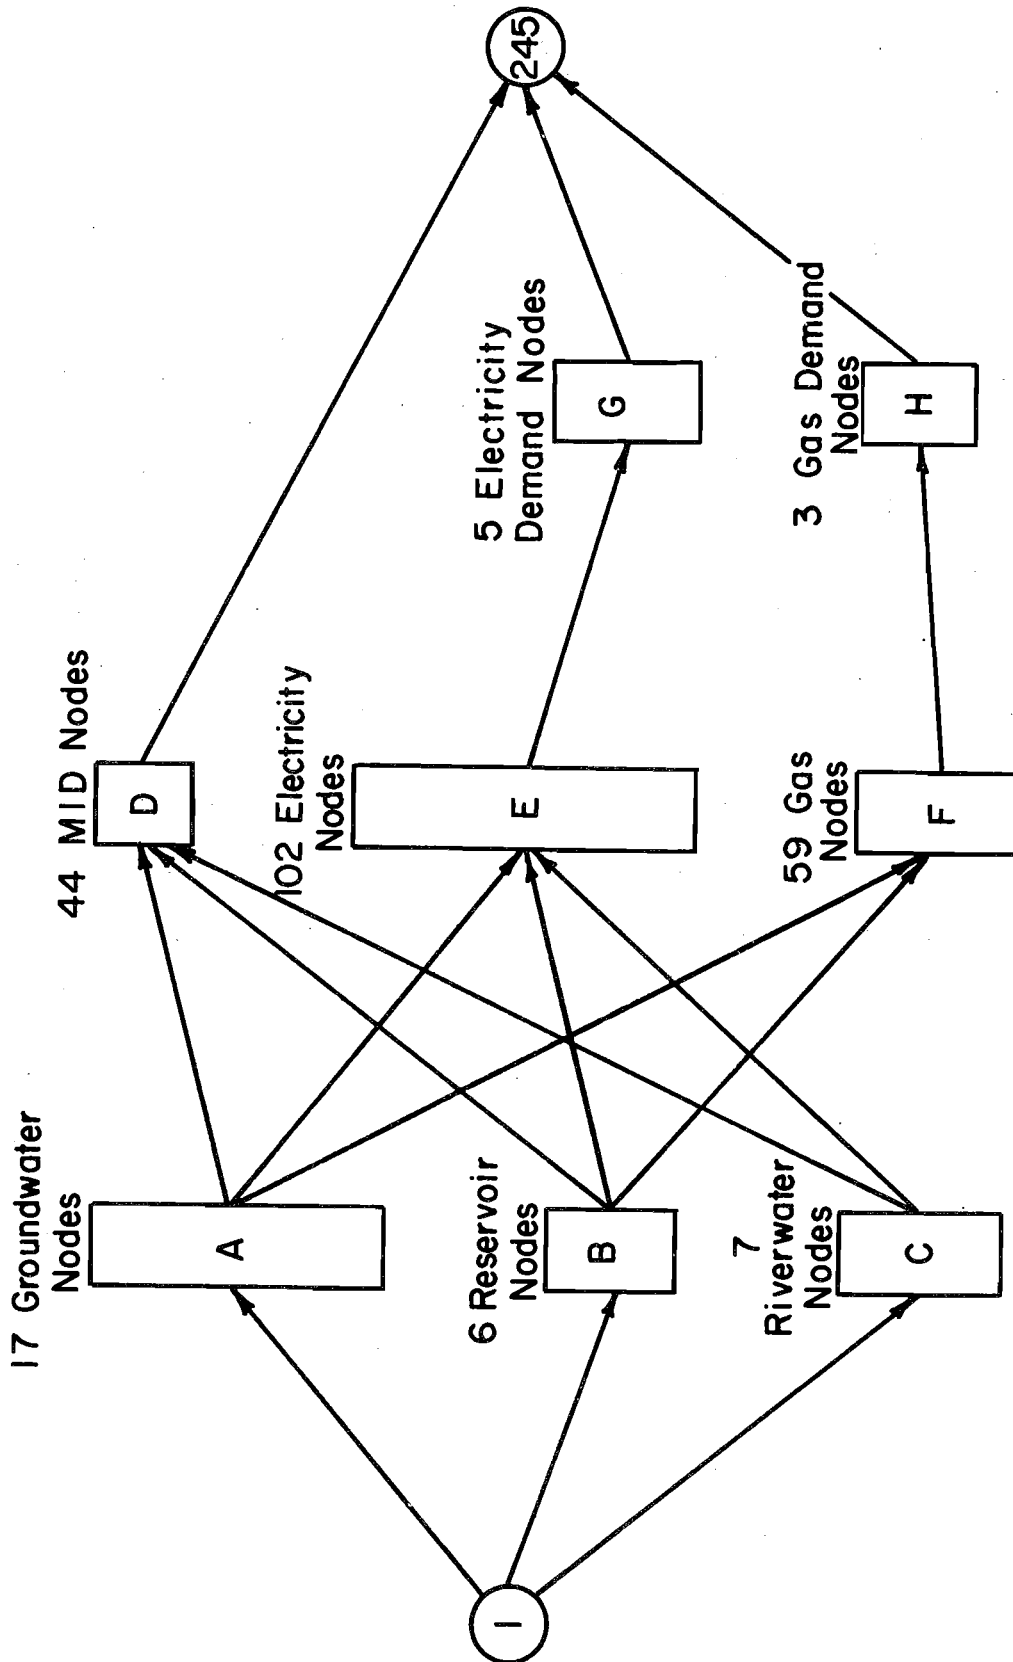 1
17 Groundwater
Nodes
A
6 Reservoir
Nodes
B
7
Riverwater
Nodes
C
44 MID Nodes
D
102 Electricity
Nodes
E
59 Gas
Nodes
F
5 Electricity
Demand Nodes
G
3 Gas Demand
Nodes
H
245